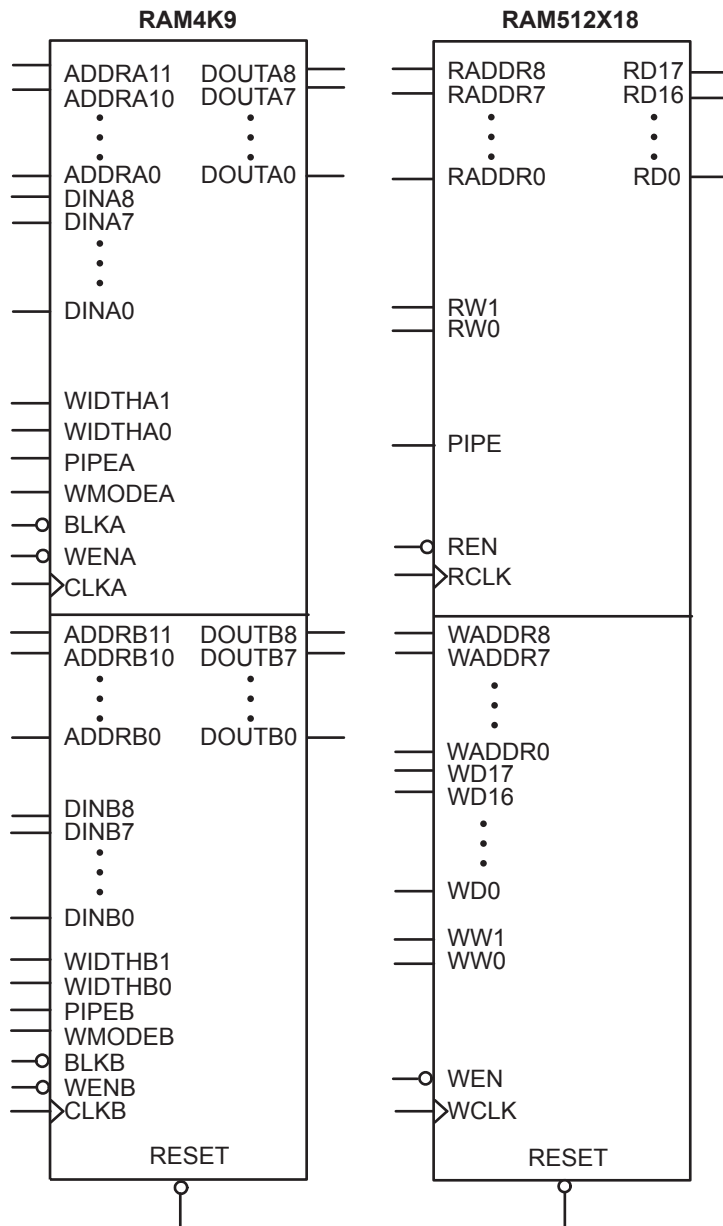 RAM4K9
ADDRA11 DOUTA8
ADDRA10 DOUTA7
ADDRA0 DOUTA0
DINA8
DINA7
DINA0
WIDTHA1
WIDTHA0
PIPEA
WMODEA
BLKA
WENA
CLKA
ADDRB11 DOUTB8
ADDRB10 DOUTB7
ADDRB0 DOUTB0
DINB8
DINB7
DINB0
WIDTHB1
WIDTHB0
PIPEB
WMODEB
BLKB
WENB
CLKB
RESET
RAM512X18
RADDR8 RD17
RADDR7 RD16
RADDR0 RD0
RW1
RW0
PIPE
REN
RCLK
WADDR8
WADDR7
WADDR0
WD17
WD16
WD0
WW1
WW0
WEN
WCLK
RESET